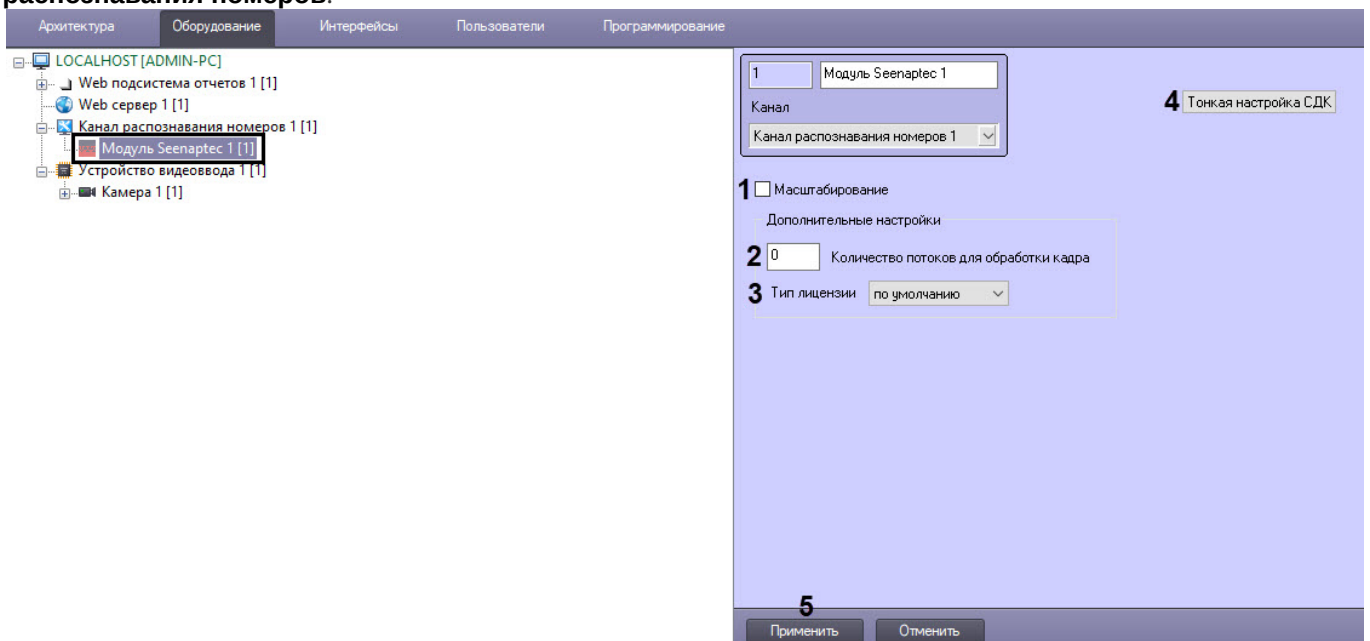 распознавания номеров.
Архитектура Оборудование Интерфейсы Пользователи Программирование
LOCALHOST [ADMIN-PC]
Web подсистема отчетов 1 [1]
Web сервер 1 [1]
Канал распознавания номеров 1 [1]
Модуль Seenaptec 1 [1]
Устройство видеоввода 1 [1]
Камера 1 [1]
1 Модуль Seenaptec 1
Канал
Канал распознавания номеров 1
4 Тонкая настройка СДК
1 Масштабирование
Дополнительные настройки
2 0 Количество потоков для обработки кадра
3 Тип лицензии по умолчанию
5
Применить Отменить